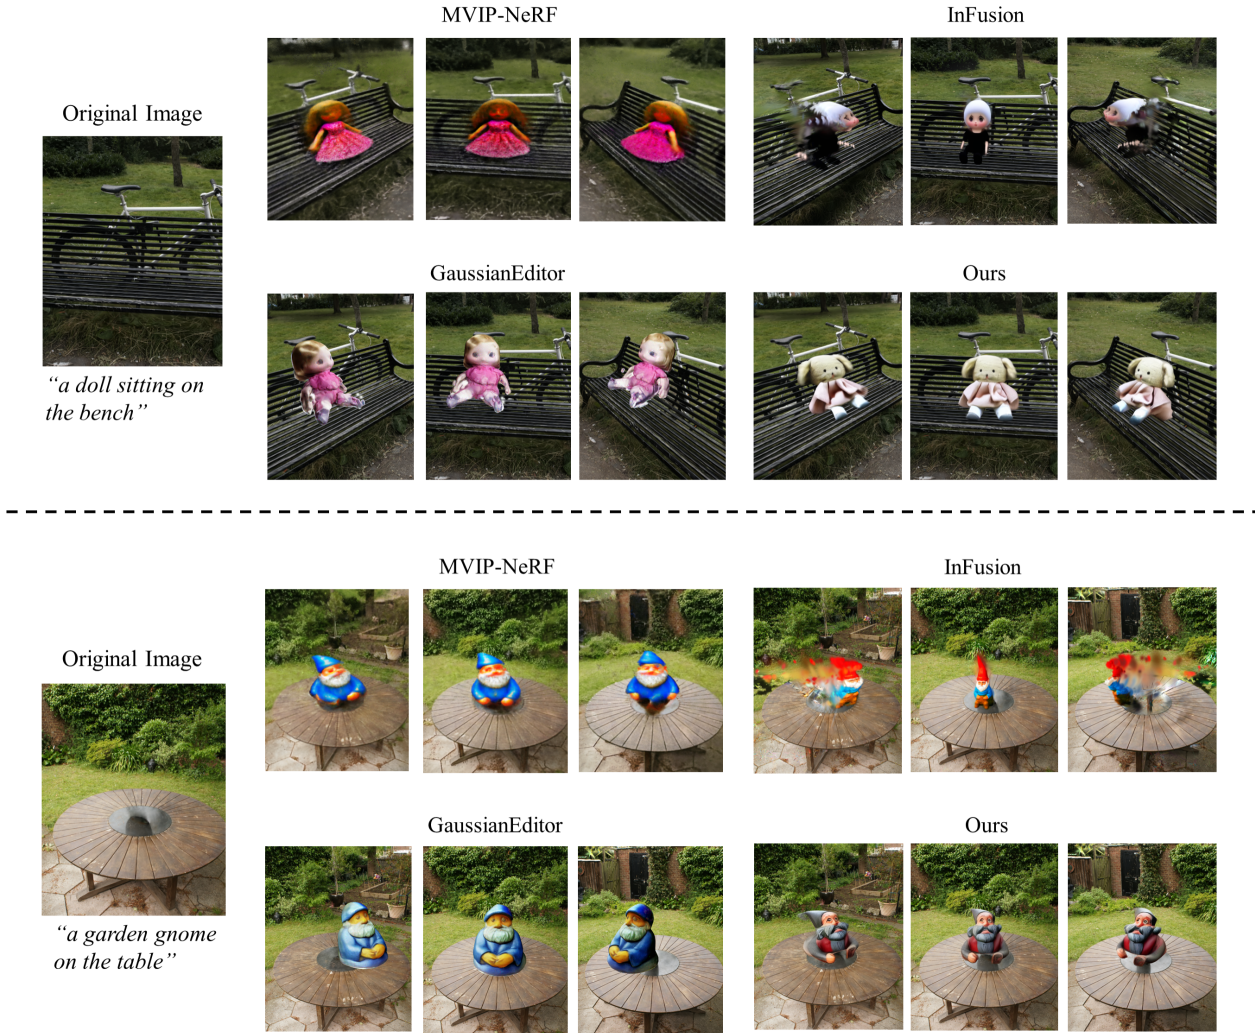 MVIP-NeRF
InFusion
Original Image
GaussianEditor
Ours
“a doll sitting on
the bench”
MVIP-NeRF
InFusion
Original Image
GaussianEditor
Ours
“a garden gnome
on the table”